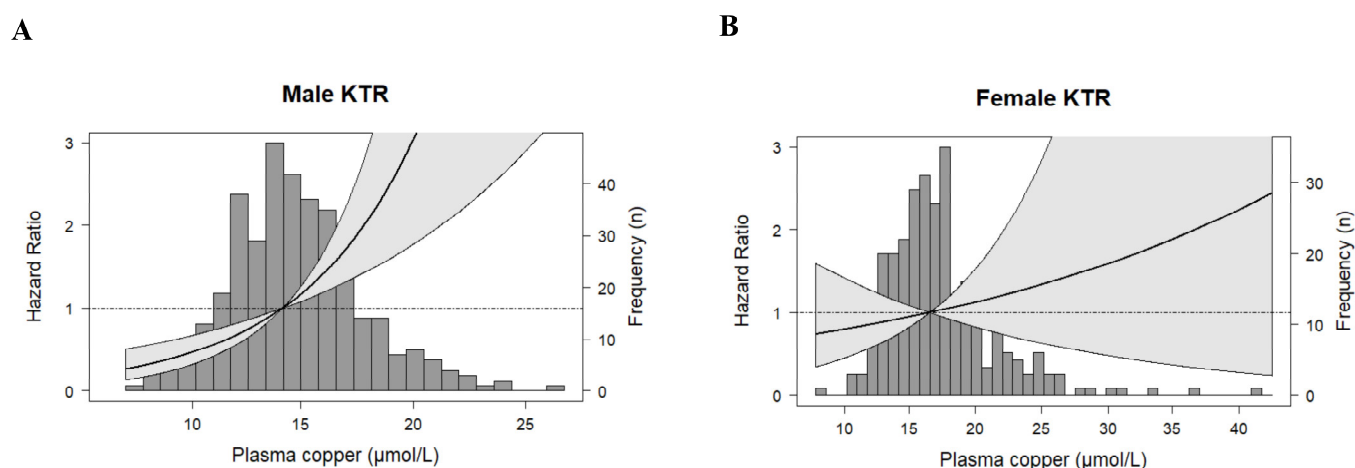 A
Male KTR
Hazard Ratio
3
2
1
0
Frequency (n)
40
30
20
10
0
10 15 20 25
Plasma copper (μmol/L)
B
Female KTR
Hazard Ratio
3
2
1
0
Frequency (n)
30
20
10
0
10 15 20 25 30 35 40
Plasma copper (μmol/L)